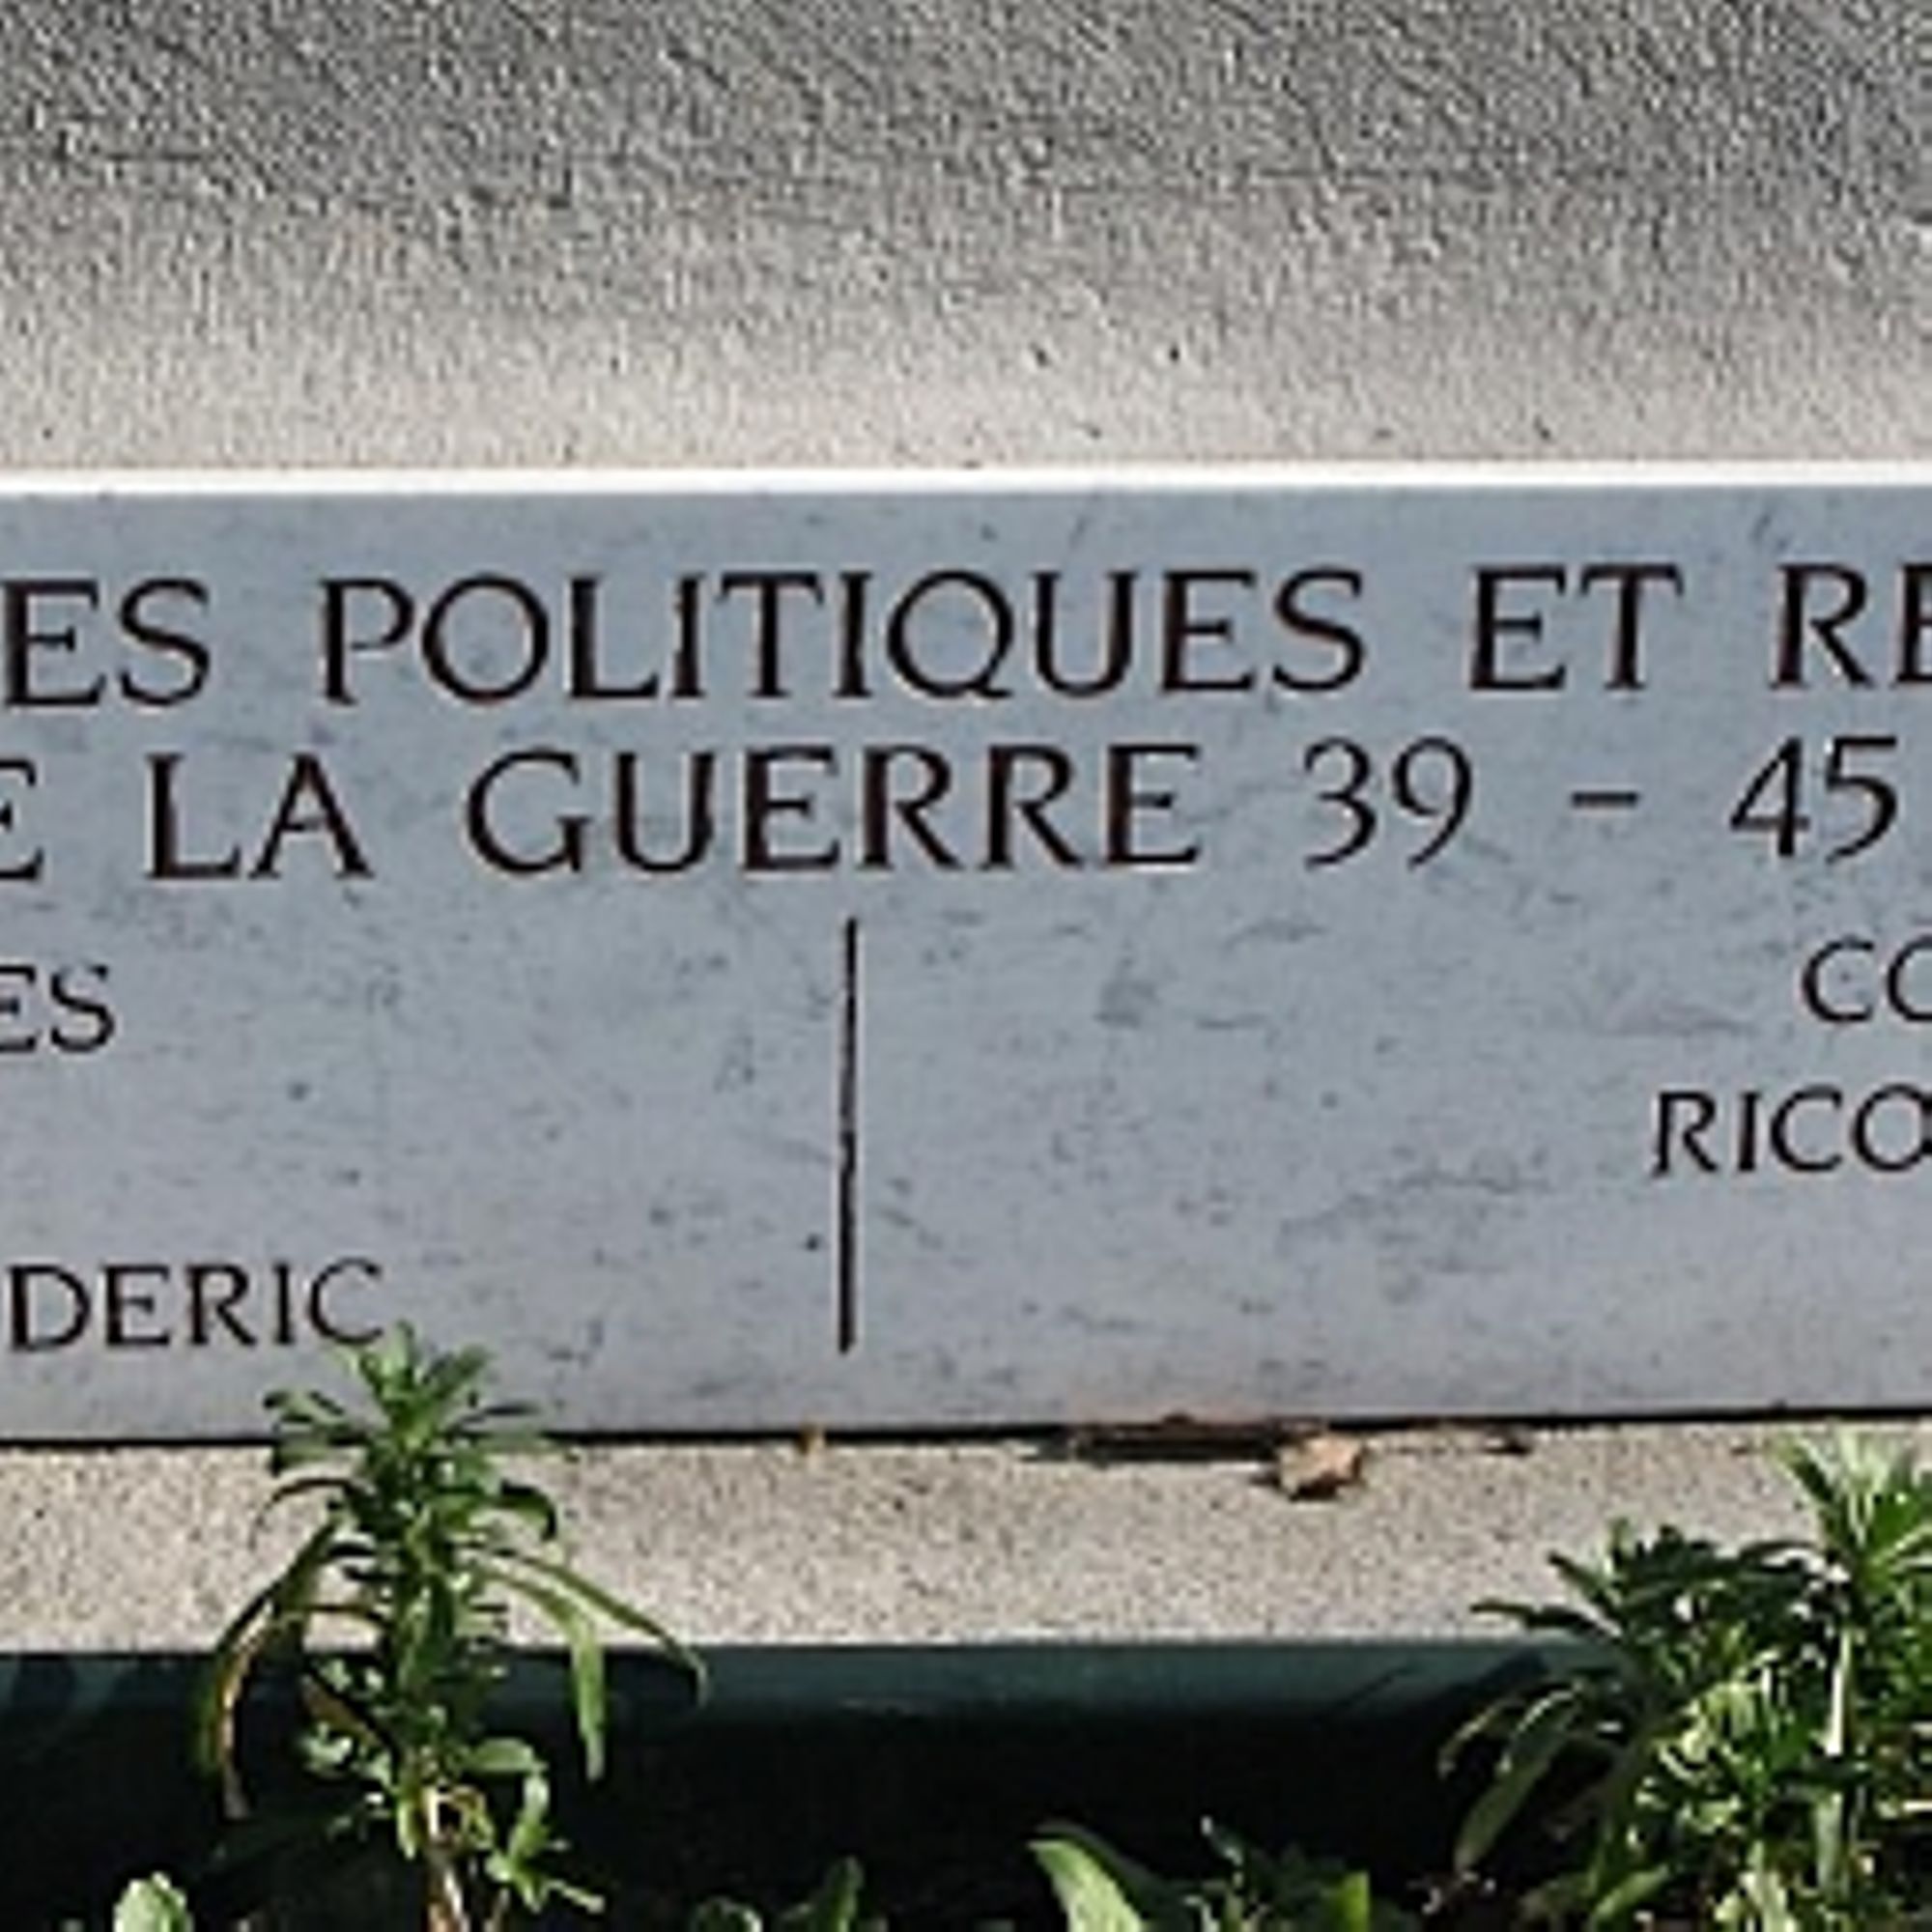 ES POLITIQUES ET RE
E LA GUERRE 39 - 45
ES
CO
RICO
DERIC